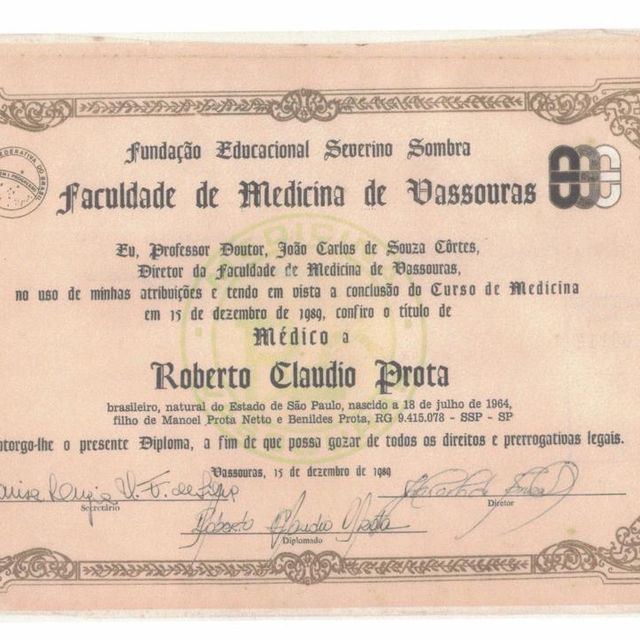 Fundação Educacional Severino Sombra
Faculdade de Medicina de Vassouras
Eu, Professor Doutor, João Carlos de Souza Côrtes,
Diretor da Faculdade de Medicina de Vassouras,
no uso de minhas atribuições e tendo em vista a conclusão do Curso de Medicina
em 15 de dezembro de 1989, confiro o título de
Médico a
Roberto Claudio Prota
brasileiro, natural do Estado de São Paulo, nascido a 18 de julho de 1964,
filho de Manoel Prota Netto e Benildes Prota, RG 9.415.078 - SSP - SP
ntorgo-lhe o presente Diploma, a fim de que possa gozar de todos os direitos e prerrogativas legais.
Vassouras, 15 de dezembro de 1989
Secretário
Diretor
Roberto Claudio Prota
Diplomado